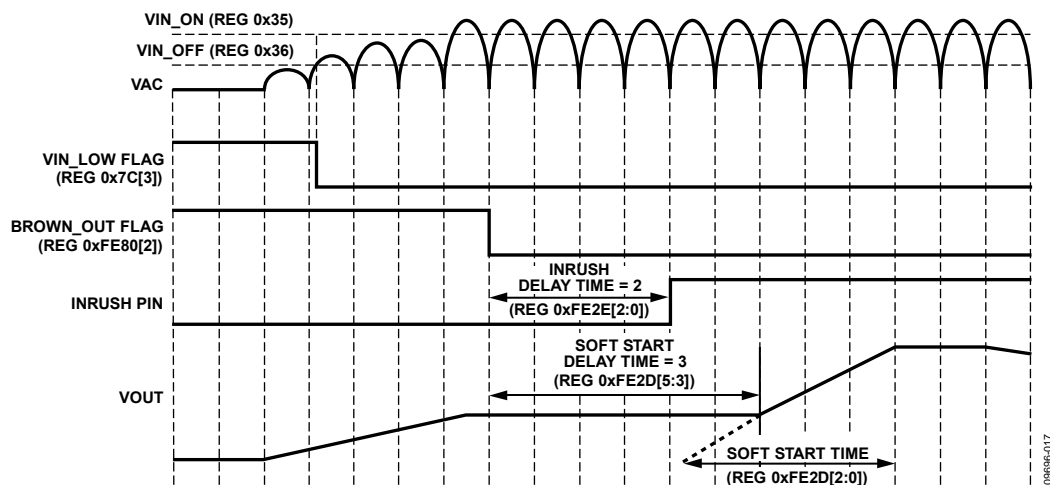 VIN_ON (REG 0x35)
VIN_OFF (REG 0x36)
VAC
VIN_LOW FLAG
(REG 0x7C[3])
BROWN_OUT FLAG
(REG 0xFE80[2])
INRUSH
DELAY TIME = 2
(REG 0xFE2E[2:0])
INRUSH PIN
SOFT START
DELAY TIME = 3
(REG 0xFE2D[5:3])
VOUT
SOFT START TIME
(REG 0xFE2D[2:0])
09696-017